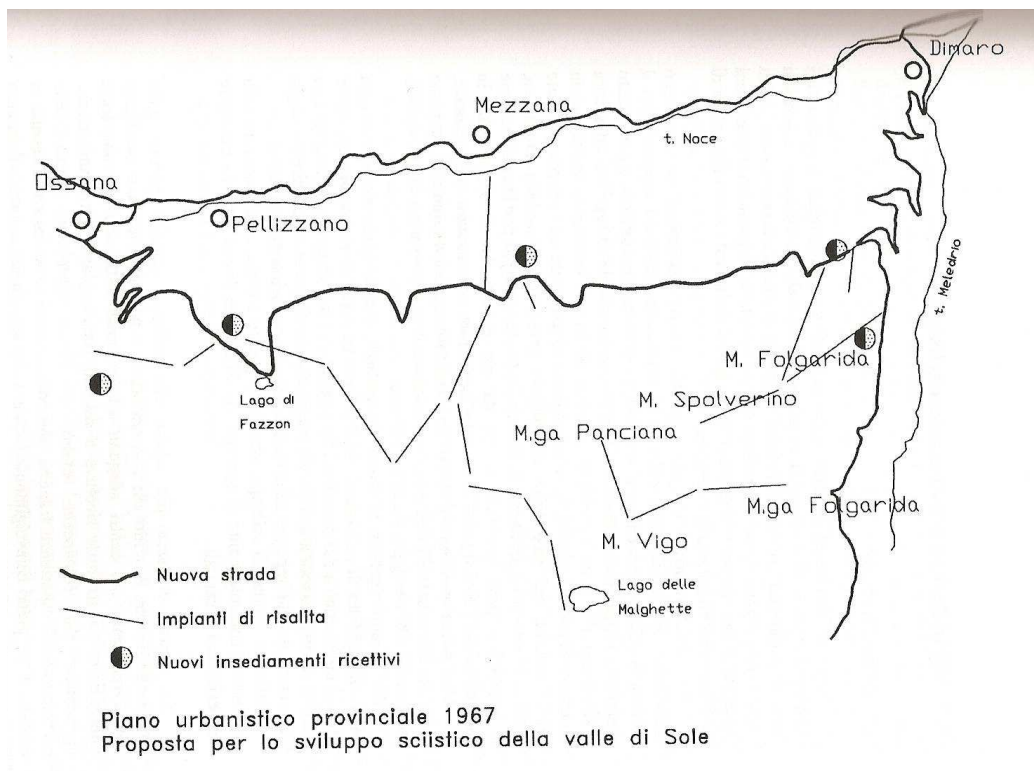 Dimaro
Mezzana
t. Noce
Ossana
Pellizzano
t. Meledrio
M. Folgarida
Lago di
Fazzon
M. Spolverino
M.ga Panciana
M.ga Folgarida
M. Vigo
Nuova strada
Lago delle
Malghette
Impianti di risalita
Nuovi insediamenti ricettivi
Piano urbanistico provinciale 1967
Proposta per lo sviluppo sciistico della valle di Sole